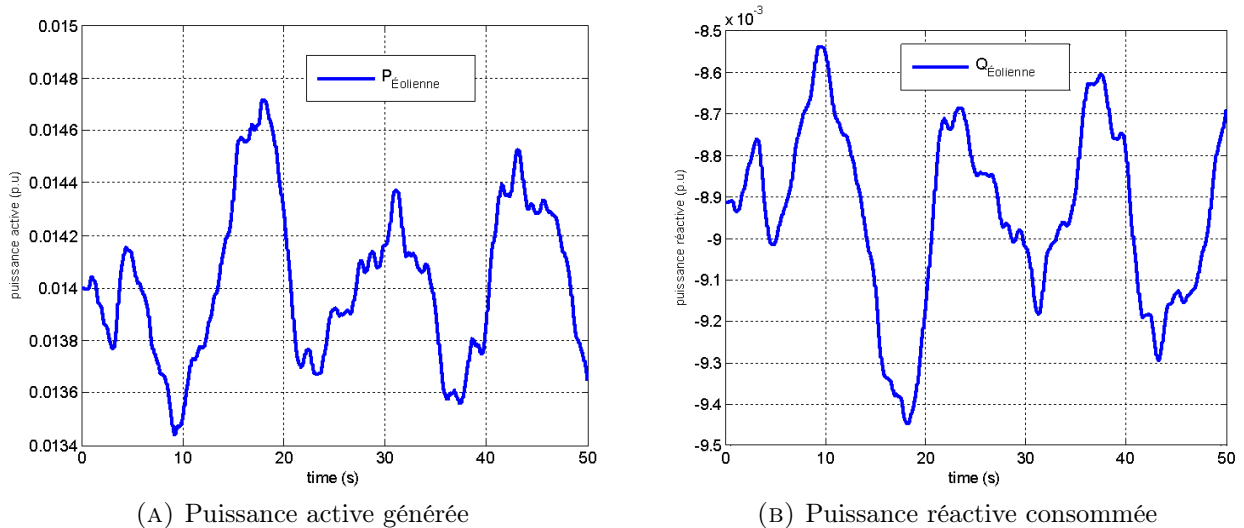 0.015
0.0148
0.0146
0.0144
0.0142
0.014
0.0138
0.0136
0.0134
puissance active (p.u)
P Éolienne
0 10 20 30 40 50
time (s)
(A) Puissance active générée
x 10⁻³
-8.5
-8.6
-8.7
-8.8
-8.9
-9
-9.1
-9.2
-9.3
-9.4
-9.5
puissance réactive (p.u)
Q Éolienne
0 10 20 30 40 50
time (s)
(B) Puissance réactive consommée